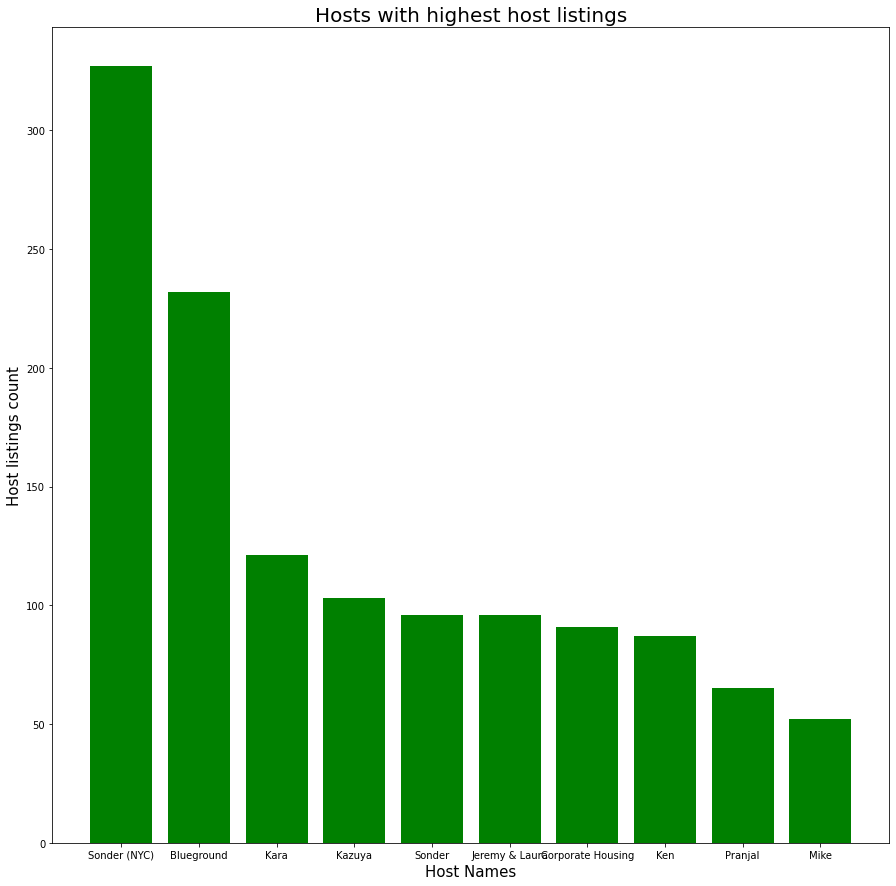 Hosts with highest host listings
Host listings count
300
250
200
150
100
50
0
Sonder (NYC) Blueground Kara Kazuya Sonder Jeremy & Laura Corporate Housing Ken Pranjal Mike
Host Names